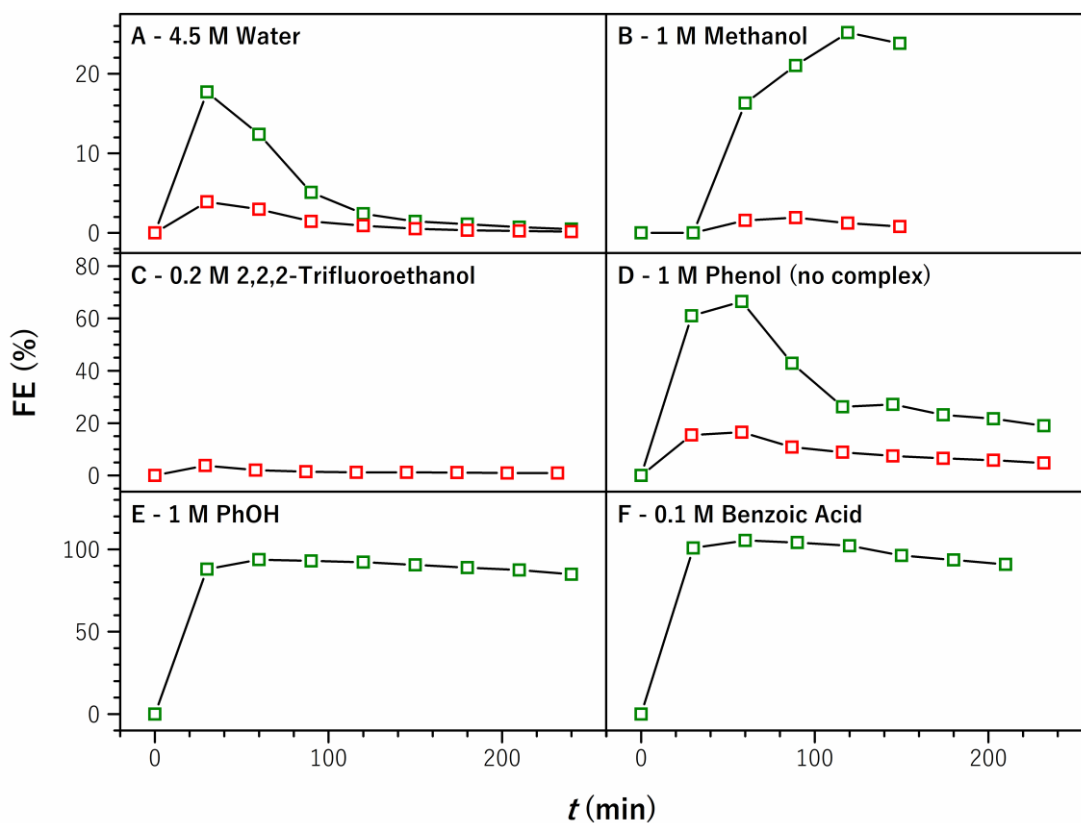 A - 4.5 M Water
B - 1 M Methanol
20
10
0
C - 0.2 M 2,2,2-Trifluoroethanol
D - 1 M Phenol (no complex)
80
60
40
20
0
FE (%)
E - 1 M PhOH
F - 0.1 M Benzoic Acid
100
50
0
0
100
200
0
100
200
t (min)